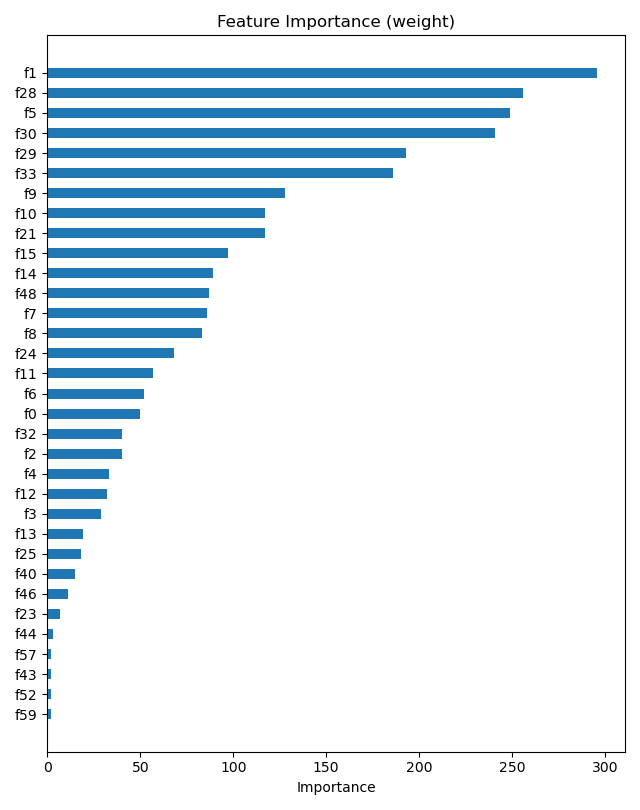 Feature Importance (weight)
f1
f28
f5
f30
f29
f33
f9
f10
f21
f15
f14
f48
f7
f8
f24
f11
f6
f0
f32
f2
f4
f12
f3
f13
f25
f40
f46
f23
f44
f57
f43
f52
f59
0 50 100 150 200 250 300
Importance